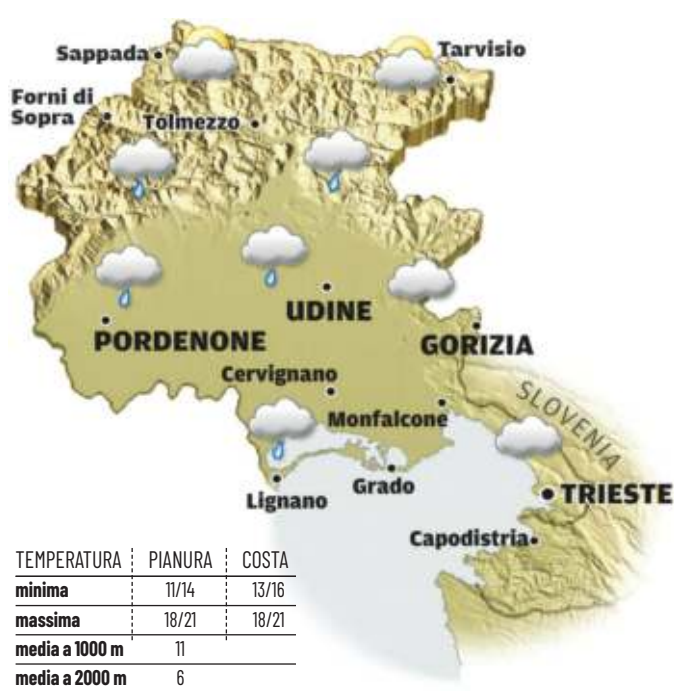 Sappada
Tarvisio
Forni di
Sopra
Tolmezzo
UDINE
PORDENONE
GORIZIA
Cervignano
SLOVENIA
Monfalcone
Lignano
Grado
TRIESTE
Capodistria
TEMPERATURA PIANURA COSTA
minima 11/14 13/16
massima 18/21 18/21
media a 1000 m 11
media a 2000 m 6